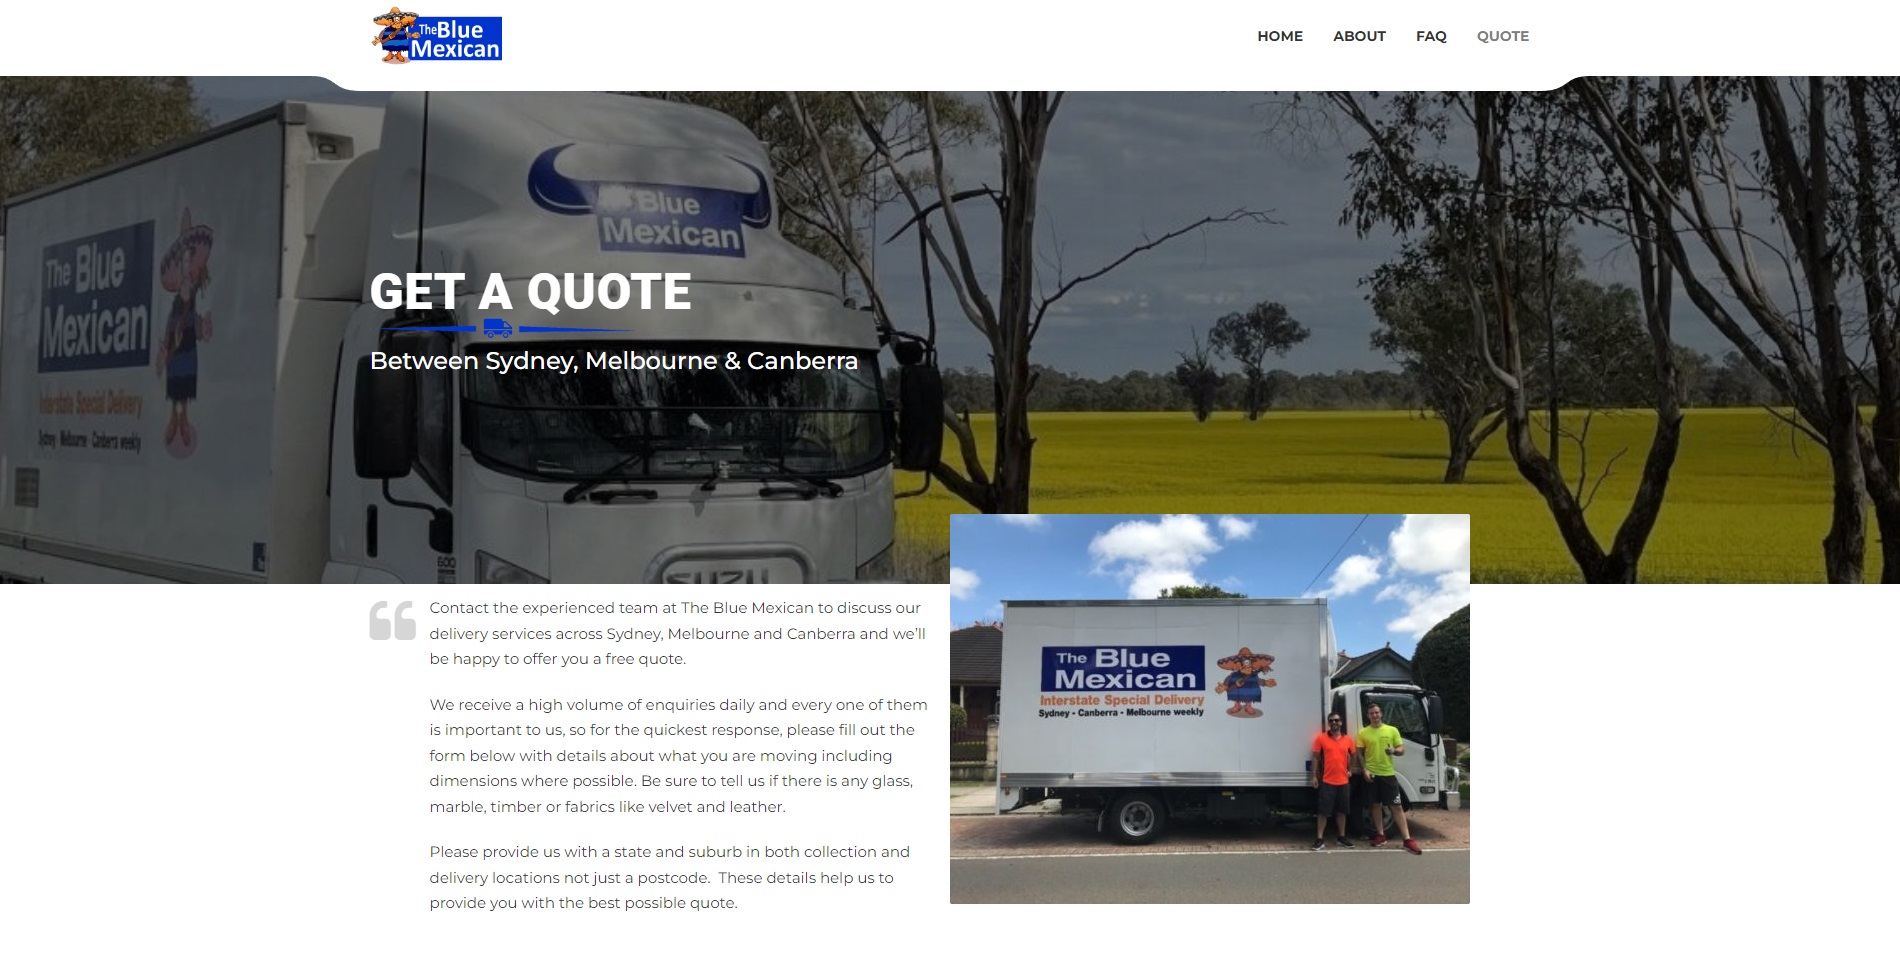 The Blue
Mexican
HOME ABOUT FAQ QUOTE
Blue
Mexican
The Blue
Mexican
Interstate Special Delivery
Sydney - Melbourne - Canberra weekly
GET A QUOTE
Between Sydney, Melbourne & Canberra
Contact the experienced team at The Blue Mexican to discuss our
delivery services across Sydney, Melbourne and Canberra and we'll
be happy to offer you a free quote.
We receive a high volume of enquiries daily and every one of them
is important to us, so for the quickest response, please fill out the
form below with details about what you are moving including
dimensions where possible. Be sure to tell us if there is any glass,
marble, timber or fabrics like velvet and leather.
Please provide us with a state and suburb in both collection and
delivery locations not just a postcode.  These details help us to
provide you with the best possible quote.
The Blue
Mexican
Interstate Special Delivery
Sydney - Canberra - Melbourne weekly